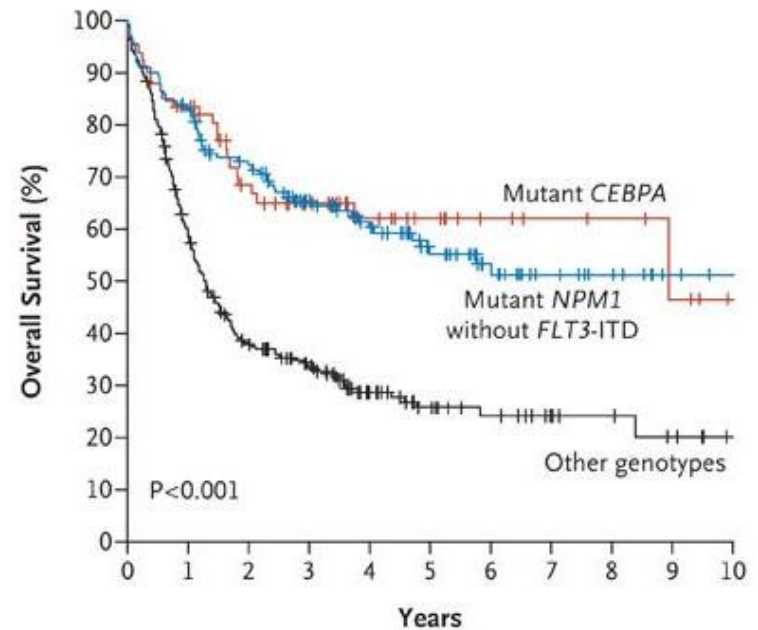 100
90
80
70
60
50
40
30
20
10
0
Overall Survival (%)
Mutant CEBPA
Mutant NPM1
without FLT3-ITD
Other genotypes
P<0.001
0 1 2 3 4 5 6 7 8 9 10
Years